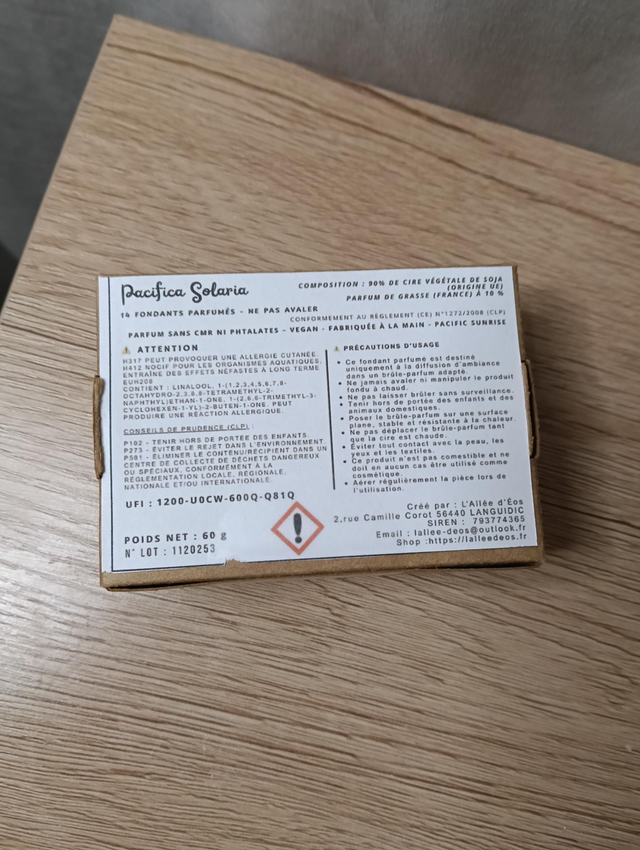 Pacifica Solaria
COMPOSITION : 90% DE CIRE VÉGÉTALE DE SOJA
(ORIGINE UE)
PARFUM DE GRASSE (FRANCE) À 10 %
14 FONDANTS PARFUMÉS - NE PAS AVALER
CONFORMÉMENT AU RÈGLEMENT (CE) N°1272/2008 (CLP)
PARFUM SANS CMR NI PHTALATES - VEGAN - FABRIQUÉE À LA MAIN - PACIFIC SUNRISE
ATTENTION
H317 PEUT PROVOQUER UNE ALLERGIE CUTANÉE.
H412 NOCIF POUR LES ORGANISMES AQUATIQUES,
ENTRAÎNE DES EFFETS NÉFASTES À LONG TERME
EUH208
CONTIENT : LINALOOL, 1-(1,2,3,4,5,6,7,8-
OCTAHYDRO-2,3,8,8-TETRAMETHYL-2-
NAPHTHYL)ETHAN-1-ONE, 1-(2,6,6-TRIMETHYL-3-
CYCLOHEXEN-1-YL)-2-BUTEN-1-ONE. PEUT
PRODUIRE UNE RÉACTION ALLERGIQUE.
CONSEILS DE PRUDENCE (CLP) :
P102 - TENIR HORS DE PORTÉE DES ENFANTS.
P273 - ÉVITER LE REJET DANS L'ENVIRONNEMENT.
P501 - ÉLIMINER LE CONTENU/RÉCIPIENT DANS UN
CENTRE DE COLLECTE DE DÉCHETS DANGEREUX
OU SPÉCIAUX, CONFORMÉMENT À LA
RÉGLEMENTATION LOCALE, RÉGIONALE,
NATIONALE ET/OU INTERNATIONALE.
UFI : 1200-U0CW-600Q-Q81Q
POIDS NET : 60 g
N° LOT : 1120253
PRÉCAUTIONS D'USAGE
• Ce fondant parfumé est destiné
uniquement à la diffusion d'ambiance
dans un brûle-parfum adapté.
• Ne jamais avaler ni manipuler le produit
fondu à chaud.
• Ne pas laisser brûler sans surveillance.
• Tenir hors de portée des enfants et des
animaux domestiques.
• Poser le brûle-parfum sur une surface
plane, stable et résistante à la chaleur.
• Ne pas déplacer le brûle-parfum tant
que la cire est chaude.
• Éviter tout contact avec la peau, les
yeux et les textiles.
• Ce produit n'est pas comestible et ne
doit en aucun cas être utilisé comme
cosmétique.
• Aérer régulièrement la pièce lors de
l'utilisation.
Créé par : L'Allée d'Éos
2,rue Camille Corot 56440 LANGUIDIC
SIREN : 793774365
Email : lallee-deos@outlook.fr
Shop :https://lalleedeos.fr